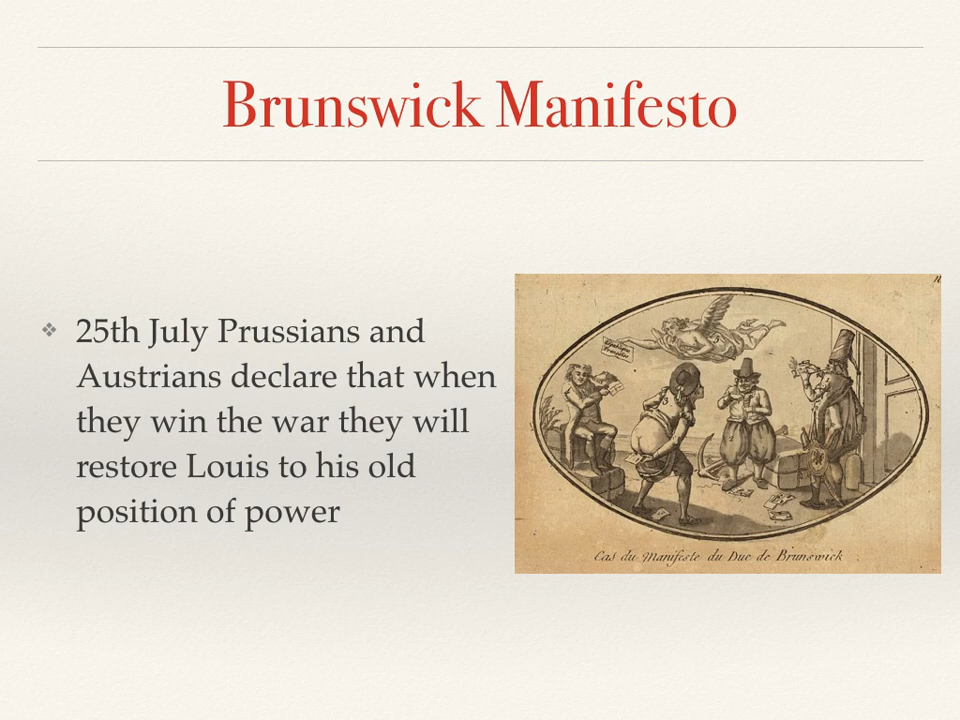 Brunswick Manifesto
25th July Prussians and
Austrians declare that when
they win the war they will
restore Louis to his old
position of power
Cas du Manifeste du Duc de Brunswick